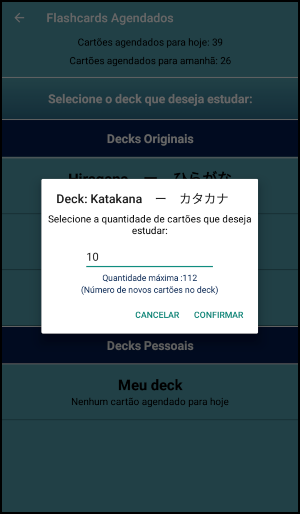 Flashcards Agendados
Cartões agendados para hoje: 39
Cartões agendados para amanhã: 26
Selecione o deck que deseja estudar:
Decks Originais
Hiragana ー ひらがな
Deck: Katakana ー カタカナ
Selecione a quantidade de cartões que deseja
estudar:
10
Quantidade máxima :112
(Número de novos cartões no deck)
CANCELAR CONFIRMAR
Decks Pessoais
Meu deck
Nenhum cartão agendado para hoje